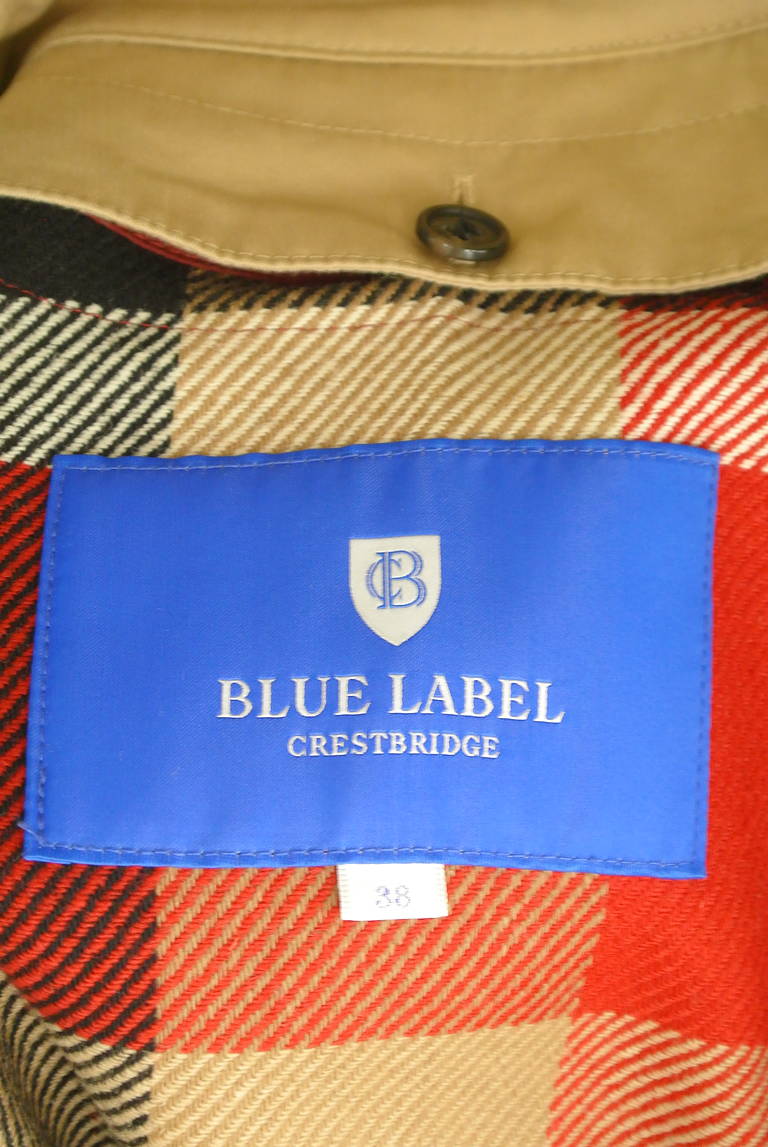 CB
BLUE LABEL
CRESTBRIDGE
38